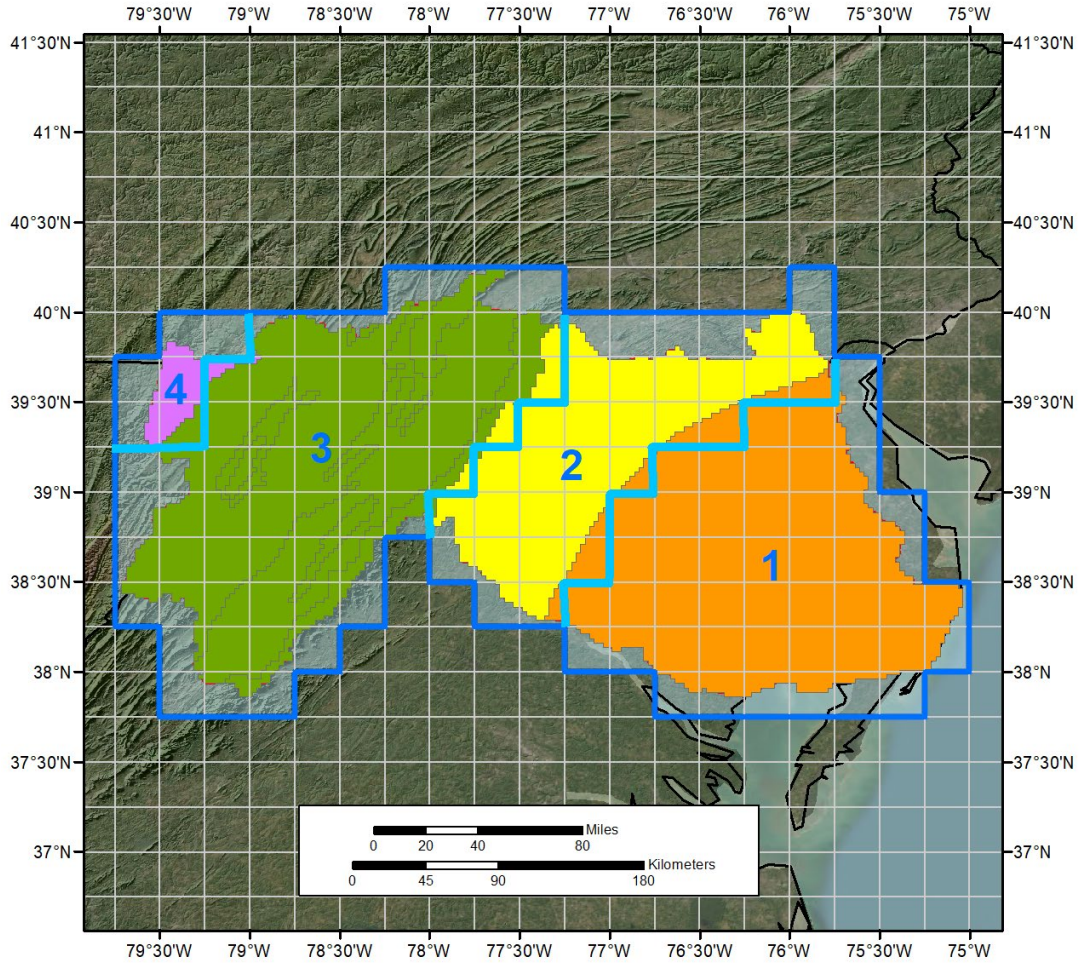 79°30'W 79°W 78°30'W 78°W 77°30'W 77°W 76°30'W 76°W 75°30'W 75°W
41°30'N 41°30'N
41°N 41°N
40°30'N 40°30'N
40°N 40°N
4
39°30'N 39°30'N
3
2
39°N 39°N
1
38°30'N 38°30'N
38°N 38°N
37°30'N 37°30'N
37°N 37°N
Miles
0 20 40 80
Kilometers
0 45 90 180
79°30'W 79°W 78°30'W 78°W 77°30'W 77°W 76°30'W 76°W 75°30'W 75°W